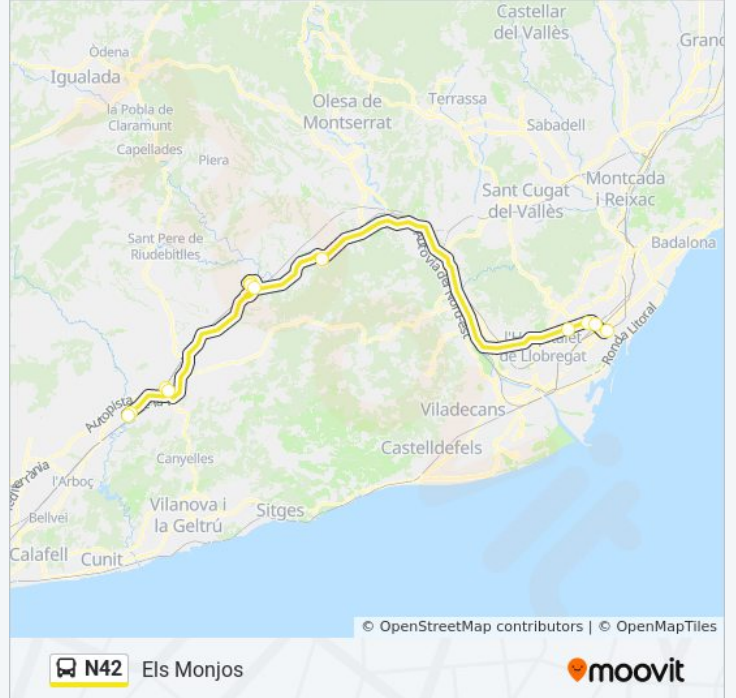 Castellar
del Vallès
Òdena
Igualada
Olesa de
Montserrat
Terrassa
la Pobla de
Claramunt
Sabadell
Capellades
Piera
Montcada
i Reixac
Sant Cugat
del Vallès
Sant Pere de
Riudebitlles
Badalona
Autovia del Nord-est
Ronda Litoral
de Llobregat
Autopista
Viladecans
Castelldefels
Canyelles
l'Arboç
Bellvei
Vilanova i
la Geltrú
Sitges
Calafell
Cunit
© OpenStreetMap contributors | © OpenMapTiles
N42 Els Monjos
moovit